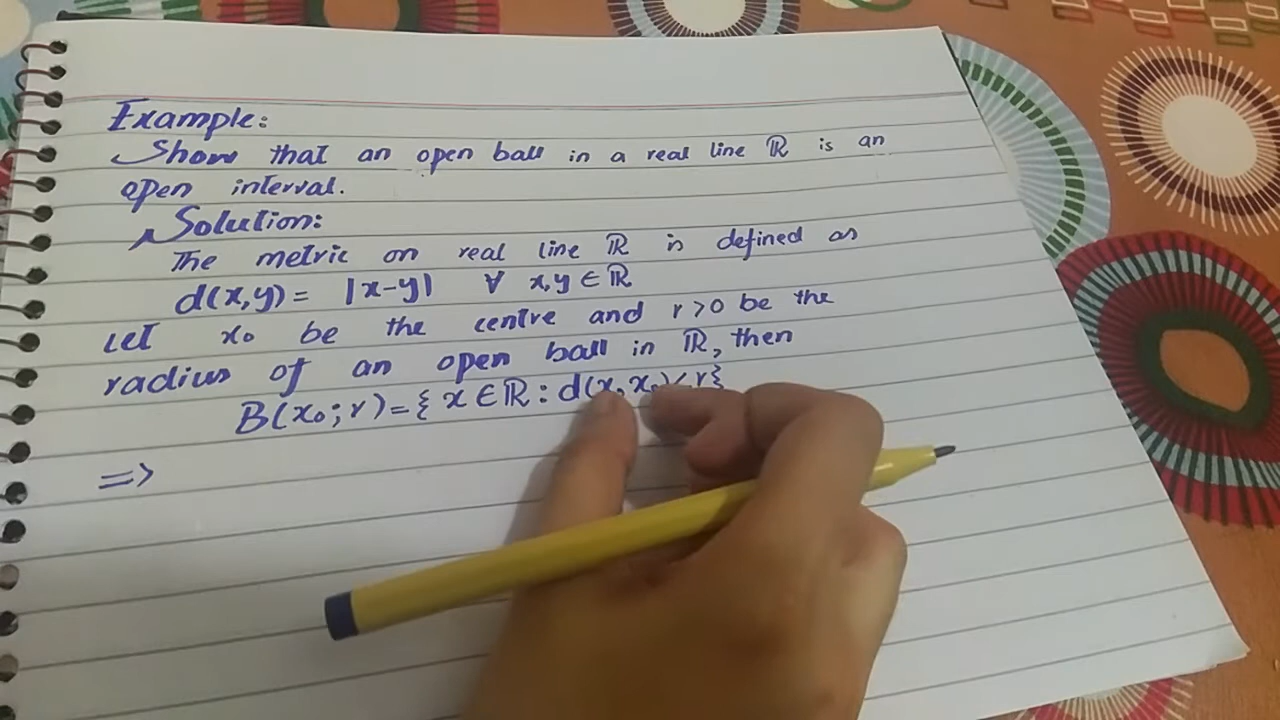 Example:
Show that an open ball in a real line ℝ is an
open interval.
Solution:
The metric on real line ℝ is defined as
d(x,y) = |x-y| ∀ x,y ∈ ℝ
Let x₀ be the centre and r>0 be the
radius of an open ball in ℝ, then
B(x₀;r) = { x ∈ ℝ : d(x, x₀) < r}
=>